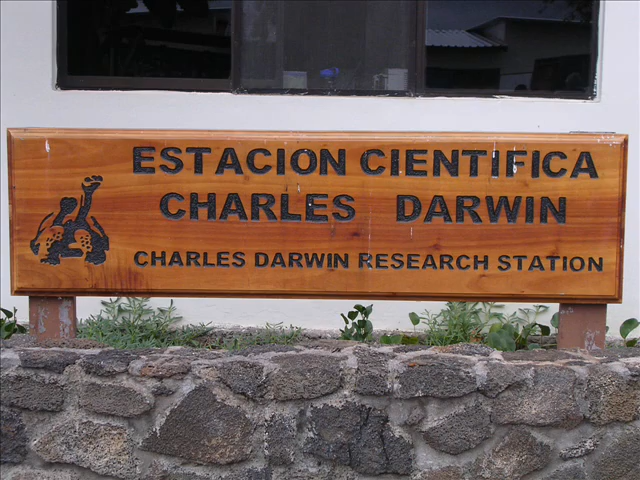 ESTACION CIENTIFICA
CHARLES DARWIN
CHARLES DARWIN RESEARCH STATION